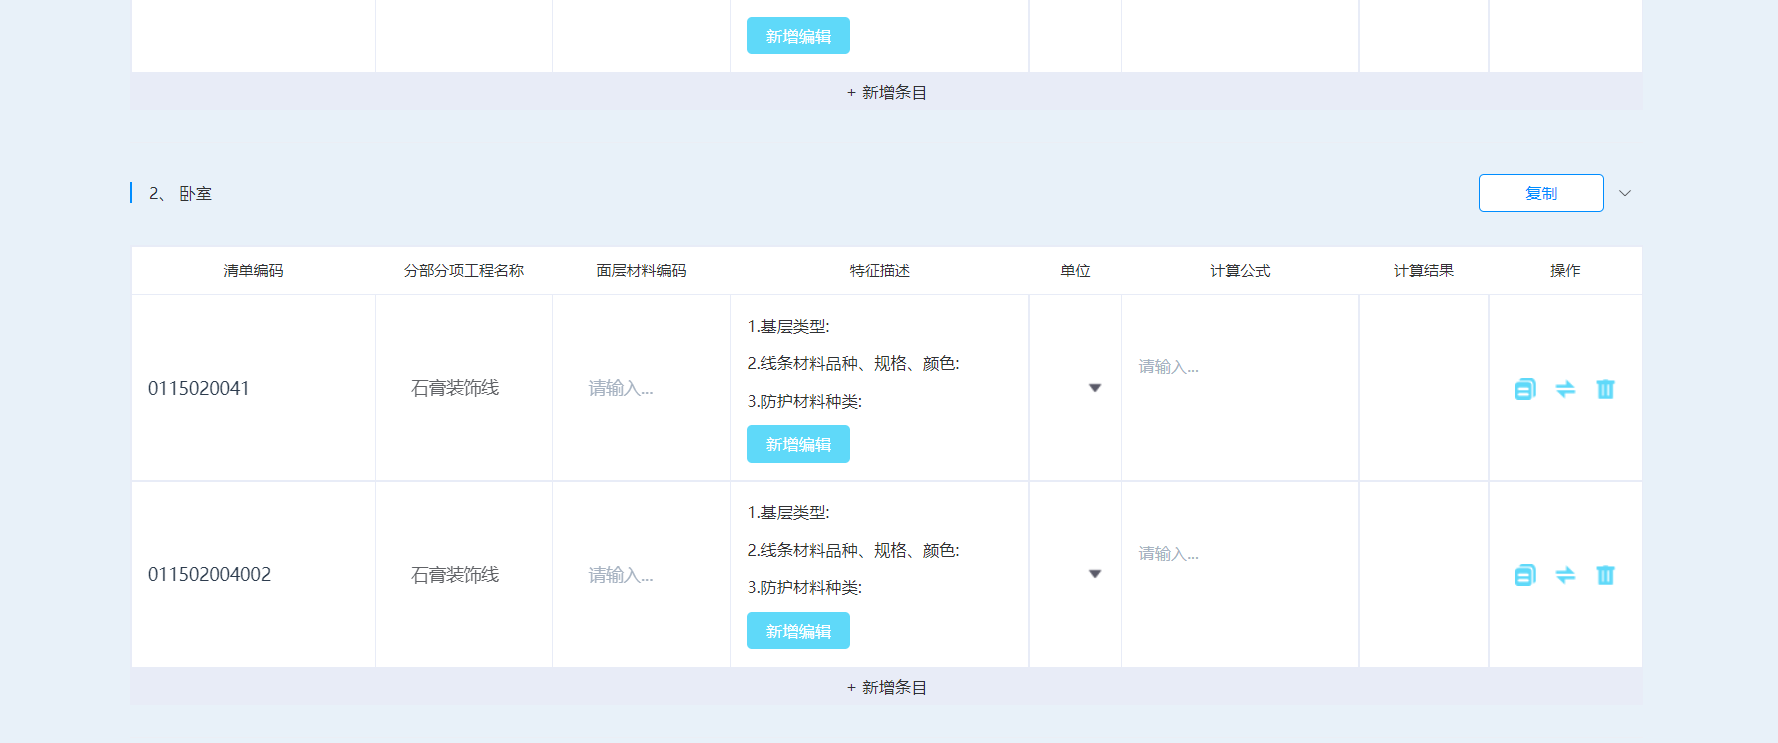 新增编辑
+ 新增条目
2、 卧室
复制
清单编码 分部分项工程名称 面层材料编码 特征描述 单位 计算公式 计算结果 操作
0115020041 石膏装饰线 请输入...
1.基层类型:
2.线条材料品种、规格、颜色:
3.防护材料种类:
新增编辑
请输入...
011502004002 石膏装饰线 请输入...
1.基层类型:
2.线条材料品种、规格、颜色:
3.防护材料种类:
新增编辑
请输入...
+ 新增条目